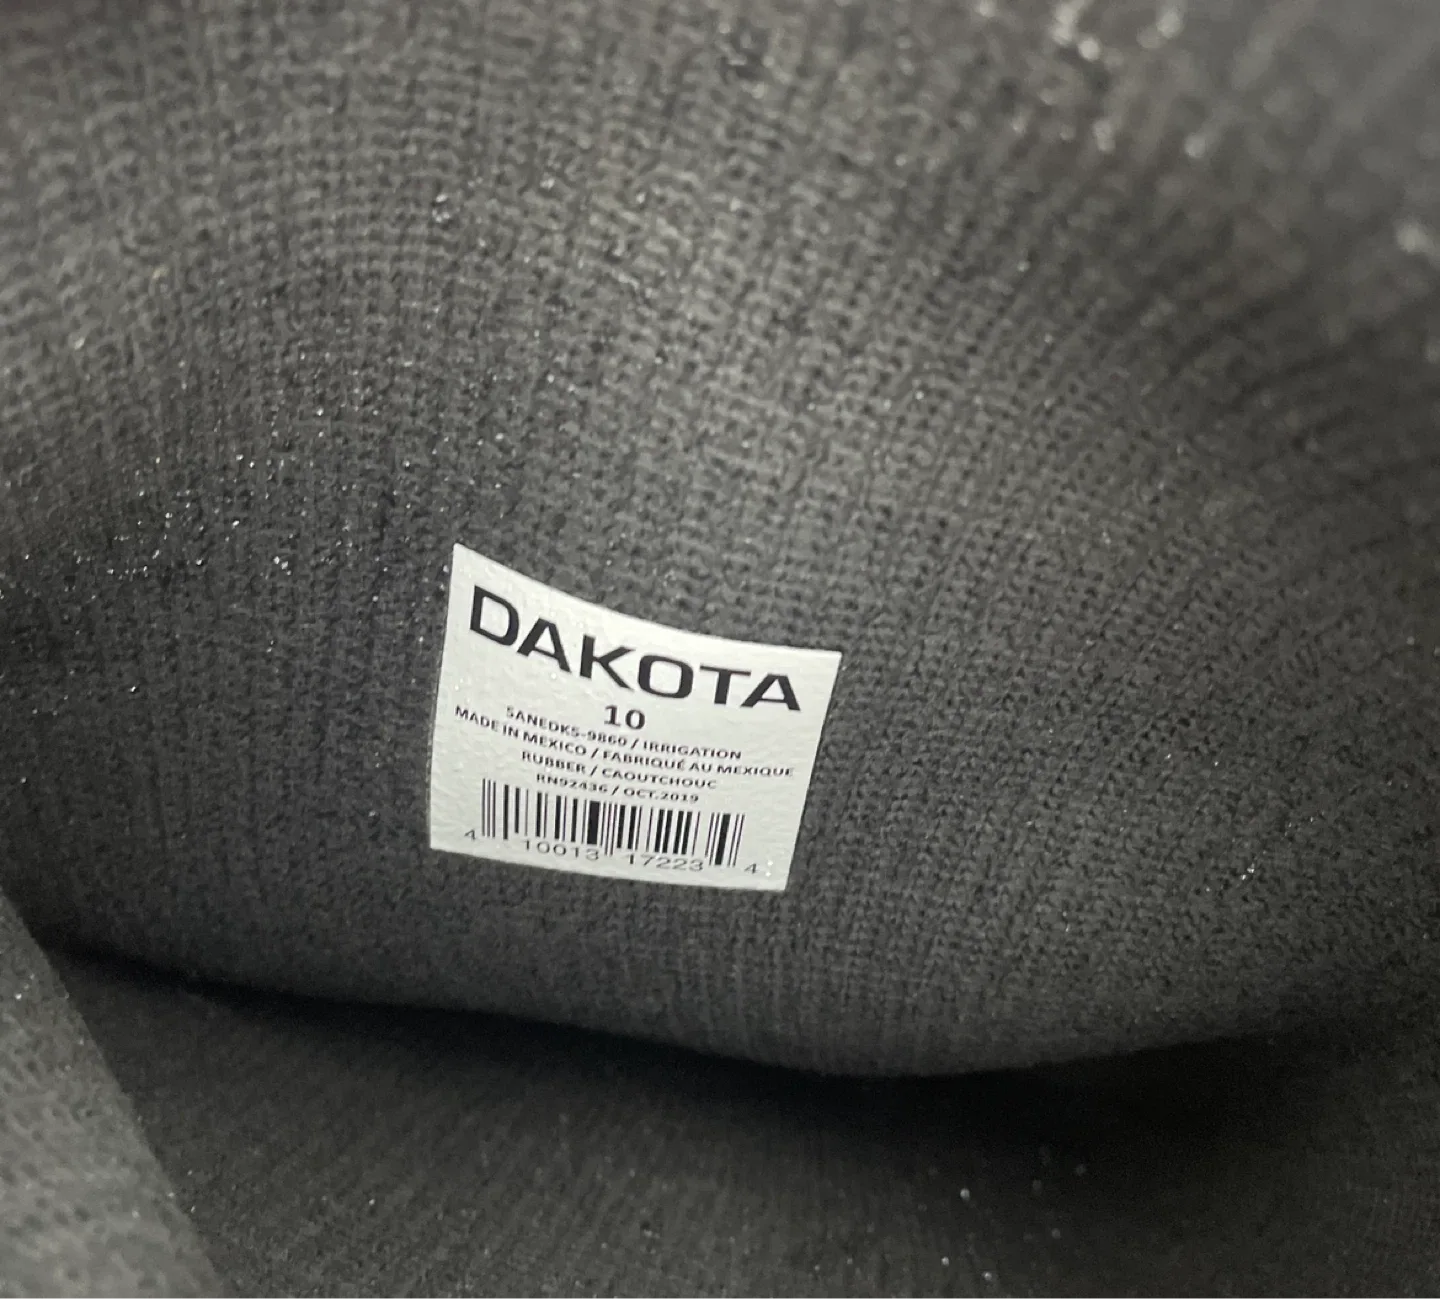 DAKOTA
10
5ANEDK5-9860 / IRRIGATION
MADE IN MEXICO / FABRIQUÉ AU MEXIQUE
RUBBER / CAOUTCHOUC
RN92436 / OCT.2019
4 10013 17223 4